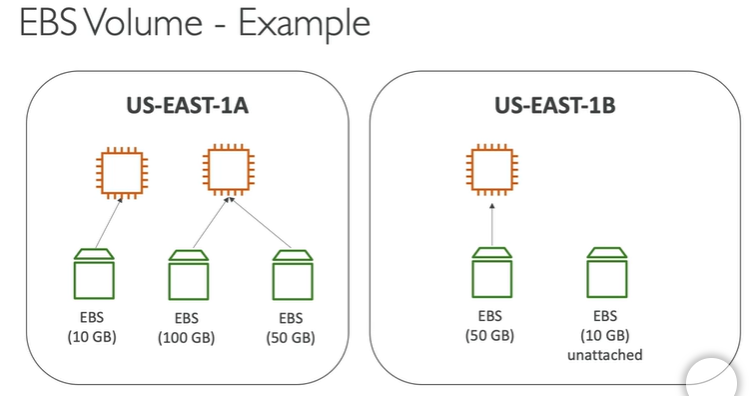 EBS Volume - Example
US-EAST-1A
EBS
(10 GB)
EBS
(100 GB)
EBS
(50 GB)
US-EAST-1B
EBS
(50 GB)
EBS
(10 GB)
unattached